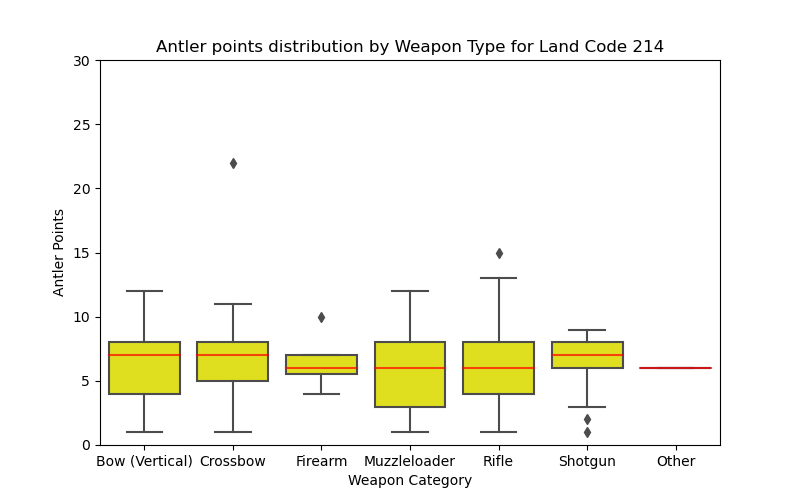 Antler points distribution by Weapon Type for Land Code 214
30
25
20
15
10
5
0
Antler Points
Bow (Vertical) Crossbow Firearm Muzzleloader Rifle Shotgun Other
Weapon Category